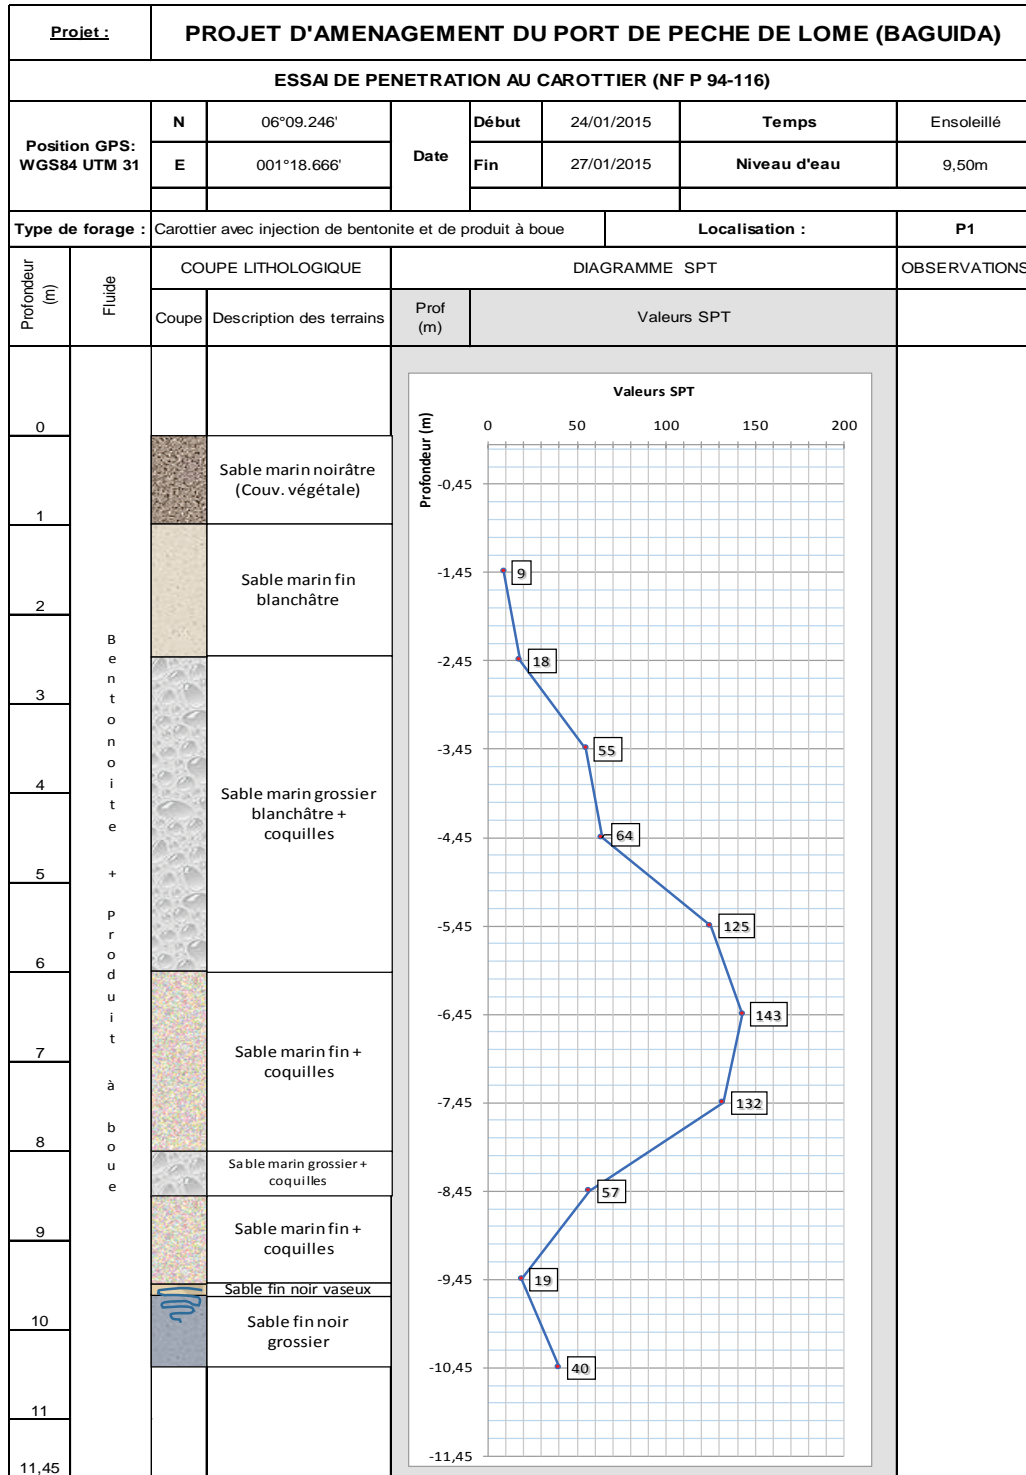 Projet :
PROJET D'AMENAGEMENT DU PORT DE PECHE DE LOME (BAGUIDA)
ESSAI DE PENETRATION AU CAROTTIER (NF P 94-116)
Position GPS:
WGS84 UTM 31
N
06°09.246'
E
001°18.666'
Date
Début
24/01/2015
Temps
Ensoleillé
Fin
27/01/2015
Niveau d'eau
9,50m
Type de forage :
Carottier avec injection de bentonite et de produit à boue
Localisation :
P1
Profondeur
(m)
Fluide
COUPE LITHOLOGIQUE
DIAGRAMME SPT
OBSERVATIONS
Coupe
Description des terrains
Prof
(m)
Valeurs SPT
0
1
2
3
4
5
6
7
8
9
10
11
11,45
Bentonnoite + Produit à boue
Sable marin noirâtre
(Couv. végétale)
Sable marin fin
blanchâtre
Sable marin grossier
blanchâtre +
coquilles
Sable marin fin +
coquilles
Sable marin grossier +
coquilles
Sable marin fin +
coquilles
Sable fin noir vaseux
Sable fin noir
grossier
Valeurs SPT
Profondeur (m)
0
50
100
150
200
-0,45
-1,45
-2,45
-3,45
-4,45
-5,45
-6,45
-7,45
-8,45
-9,45
-10,45
-11,45
9
18
55
64
125
143
132
57
19
40